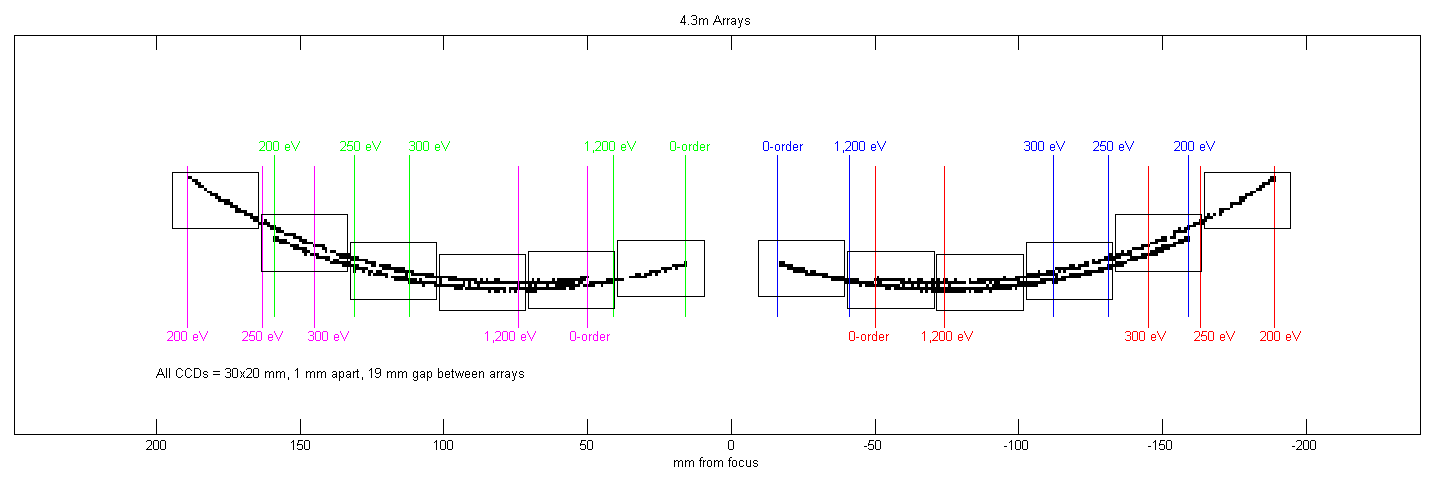 4.3m Arrays
200 eV 250 eV 300 eV 1,200 eV 0-order 0-order 1,200 eV 300 eV 250 eV 200 eV
200 eV 250 eV 300 eV 1,200 eV 0-order 0-order 1,200 eV 300 eV 250 eV 200 eV
All CCDs = 30x20 mm, 1 mm apart, 19 mm gap between arrays
200 150 100 50 0 -50 -100 -150 -200
mm from focus